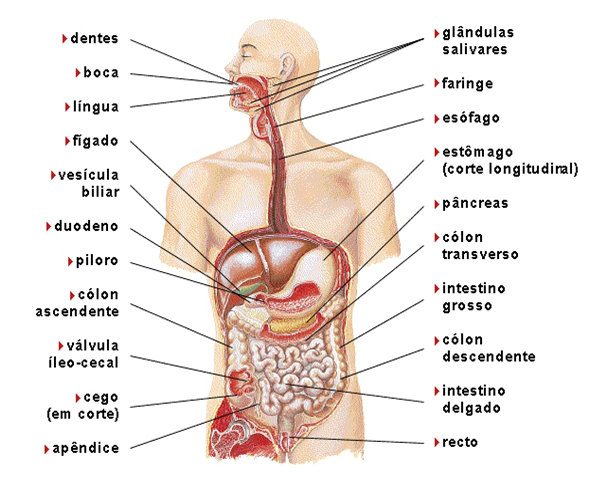 dentes
boca
língua
fígado
vesícula
biliar
duodeno
piloro
cólon
ascendente
válvula
íleo-cecal
cego
(em corte)
apêndice
glândulas
salivares
faringe
esófago
estômago
(corte longitudiral)
pâncreas
cólon
transverso
intestino
grosso
cólon
descendente
intestino
delgado
recto